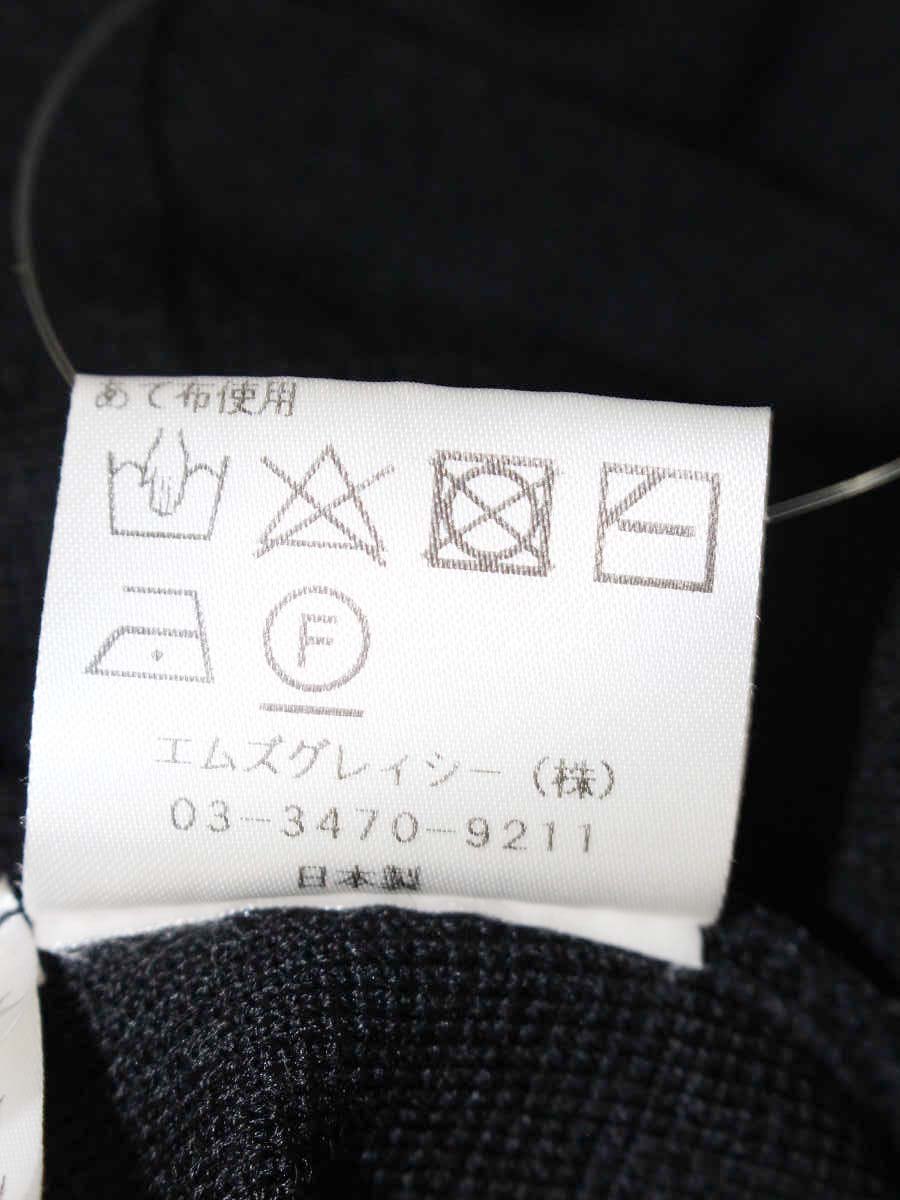 あて布使用
F
エムズグレイシー(株)
03-3470-9211
日本製